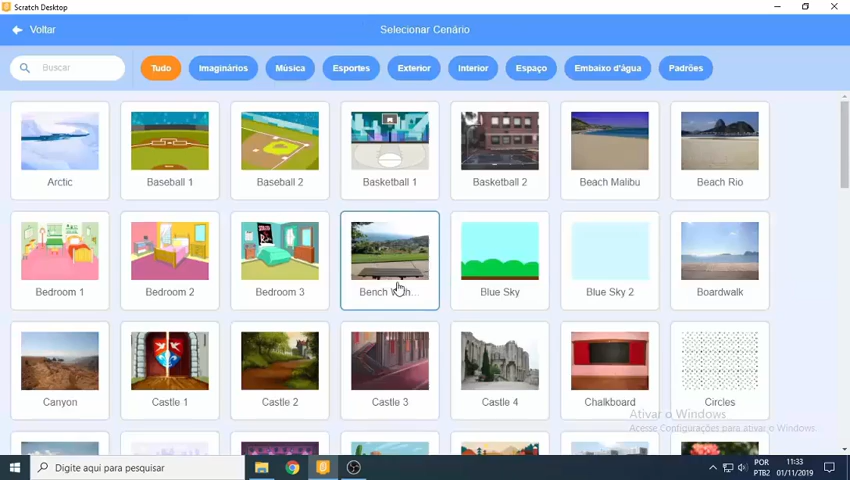 Scratch Desktop
Voltar
Selecionar Cenário
Buscar
Tudo
Imaginários
Música
Esportes
Exterior
Interior
Espaço
Embaixo d'água
Padrões
Arctic
Baseball 1
Baseball 2
Basketball 1
Basketball 2
Beach Malibu
Beach Rio
Bedroom 1
Bedroom 2
Bedroom 3
Bench
Blue Sky
Blue Sky 2
Boardwalk
Canyon
Castle 1
Castle 2
Castle 3
Castle 4
Chalkboard
Circles
Ativar o Windows
Acesse Configurações para ativar o Windows.
Digite aqui para pesquisar
POR
PTB2
11:33
01/11/2019